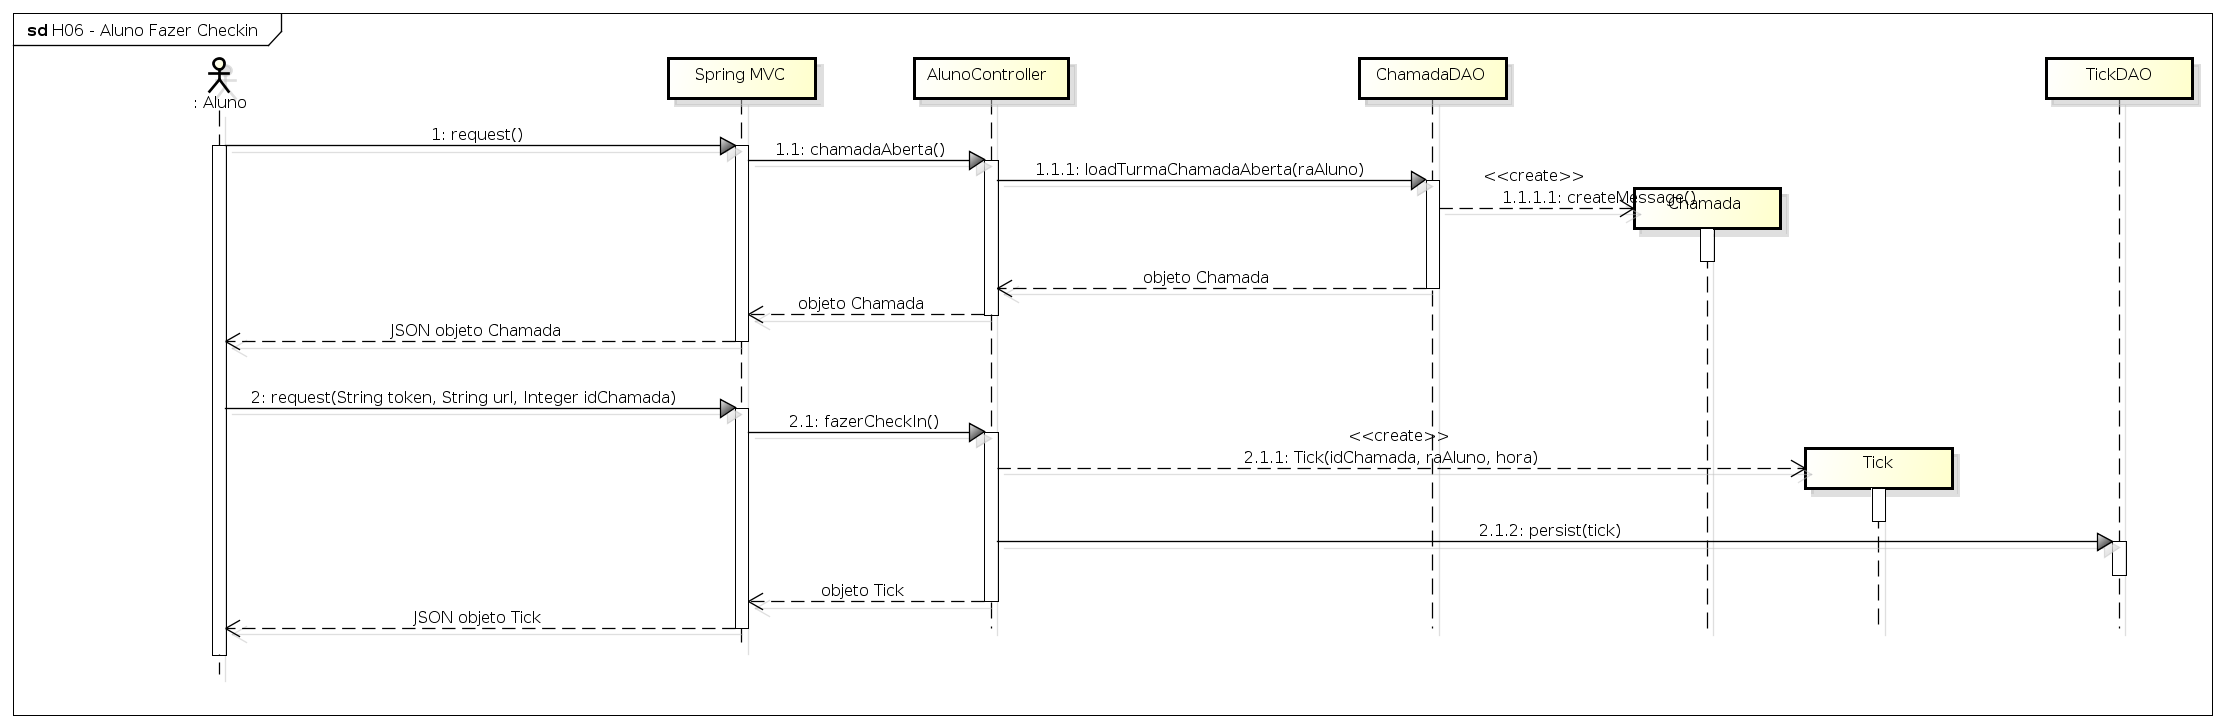 sd H06 - Aluno Fazer Checkin
: Aluno
Spring MVC
AlunoController
ChamadaDAO
TickDAO
1: request()
1.1: chamadaAberta()
1.1.1: loadTurmaChamadaAberta(raAluno)
<<create>>
1.1.1.1: createMessage()
Chamada
objeto Chamada
objeto Chamada
JSON objeto Chamada
2: request(String token, String url, Integer idChamada)
2.1: fazerCheckIn()
<<create>>
2.1.1: Tick(idChamada, raAluno, hora)
Tick
2.1.2: persist(tick)
objeto Tick
JSON objeto Tick